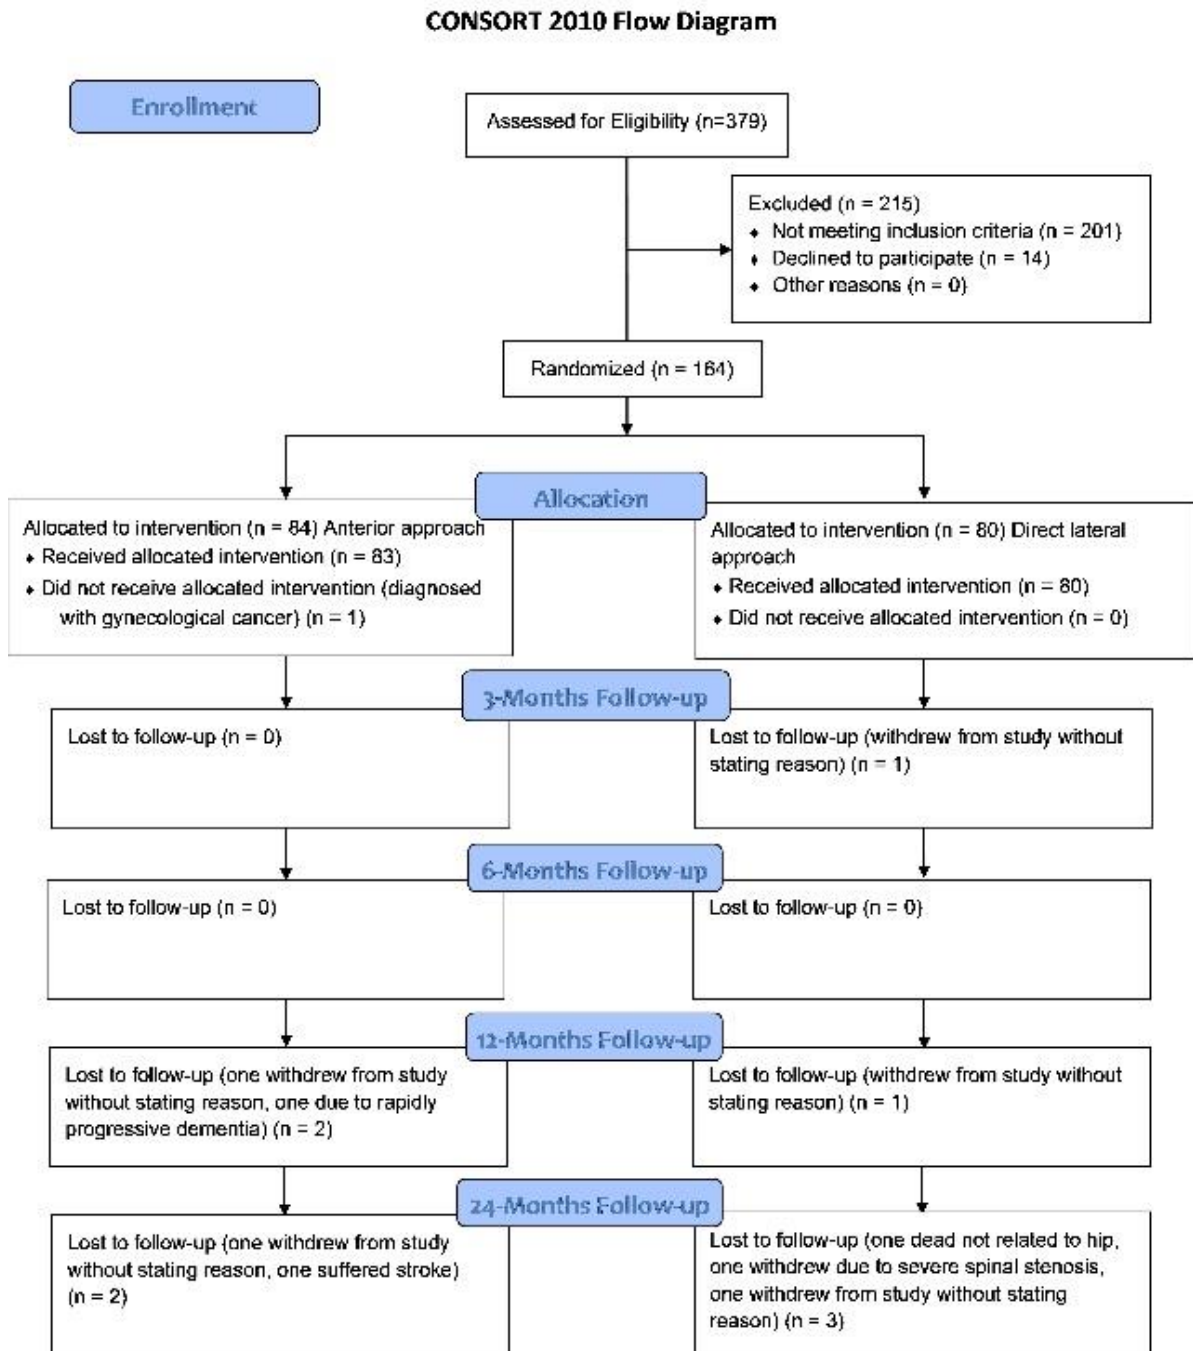 CONSORT 2010 Flow Diagram
Enrollment
Assessed for Eligibility (n=379)
Excluded (n = 215)
♦ Not meeting inclusion criteria (n = 201)
♦ Declined to participate (n = 14)
♦ Other reasons (n = 0)
Randomized (n = 164)
Allocation
Allocated to intervention (n = 84) Anterior approach
♦ Received allocated intervention (n = 83)
♦ Did not receive allocated intervention (diagnosed
with gynecological cancer) (n = 1)
Allocated to intervention (n = 80) Direct lateral
approach
♦ Received allocated intervention (n = 80)
♦ Did not receive allocated intervention (n = 0)
3-Months Follow-up
Lost to follow-up (n = 0)
Lost to follow-up (withdrew from study without
stating reason) (n = 1)
6-Months Follow-up
Lost to follow-up (n = 0)
Lost to follow-up (n = 0)
12-Months Follow-up
Lost to follow-up (one withdrew from study
without stating reason, one due to rapidly
progressive dementia) (n = 2)
Lost to follow-up (withdrew from study without
stating reason) (n = 1)
24-Months Follow-up
Lost to follow-up (one withdrew from study
without stating reason, one suffered stroke)
(n = 2)
Lost to follow-up (one dead not related to hip,
one withdrew due to severe spinal stenosis,
one withdrew from study without stating
reason) (n = 3)